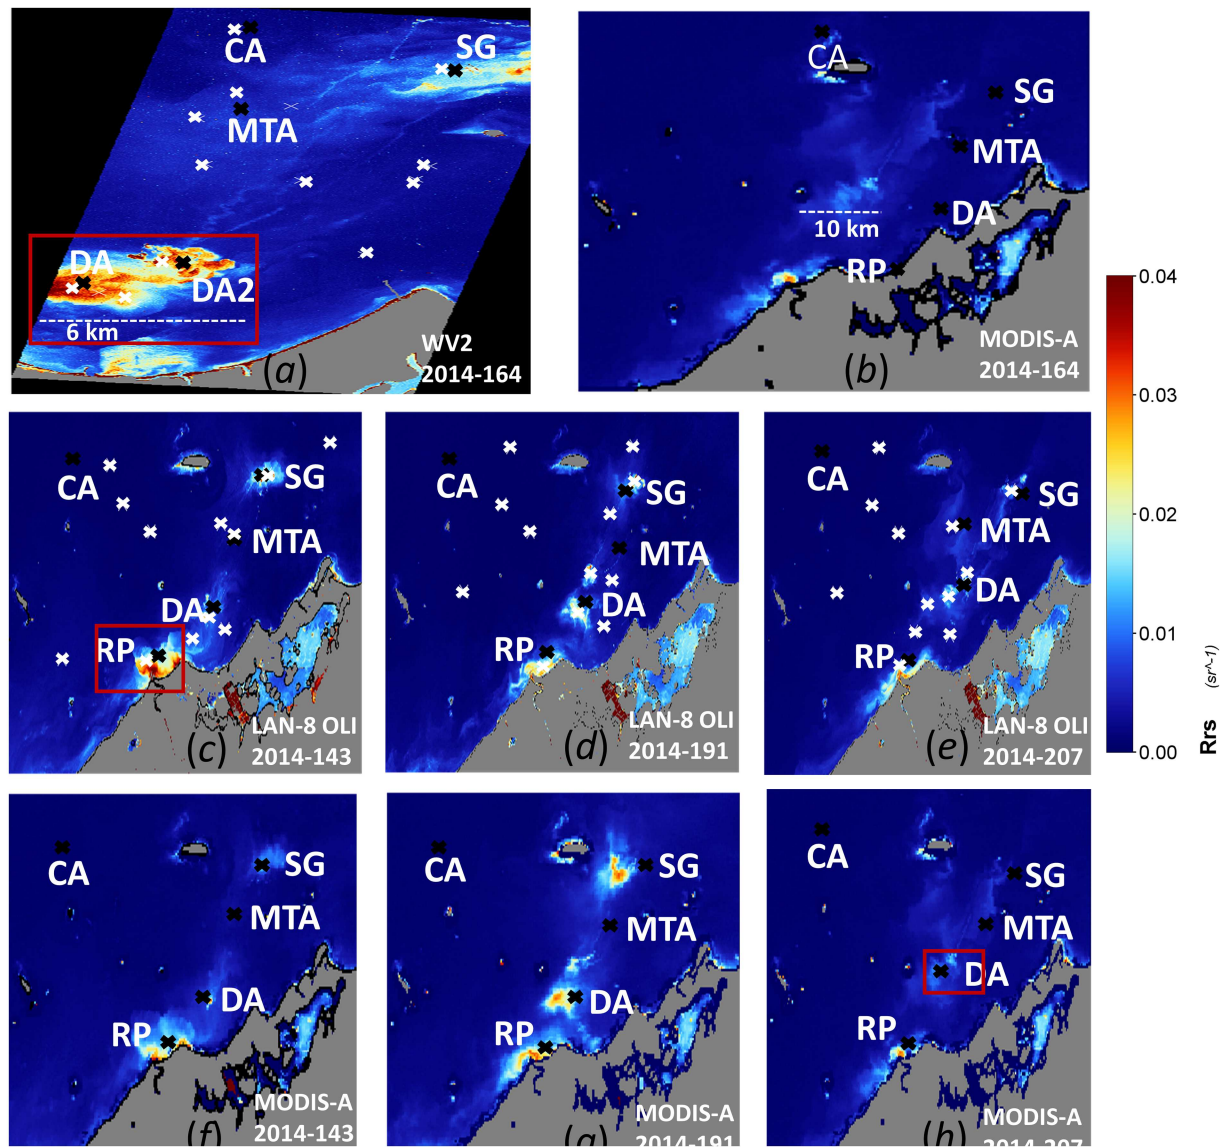 CA
SG
MTA
DA
DA2
6 km
WV2
(a)
2014-164
CA
SG
MTA
DA
10 km
RP
MODIS-A
(b)
2014-164
0.04
0.03
0.02
0.01
0.00
Rrs (sr^-1)
CA
SG
MTA
DA
RP
LAN-8 OLI
(c)
2014-143
CA
SG
MTA
DA
RP
LAN-8 OLI
(d)
2014-191
CA
SG
MTA
DA
RP
LAN-8 OLI
(e)
2014-207
CA
SG
MTA
DA
RP
MODIS-A
(f)
2014-143
CA
SG
MTA
DA
RP
MODIS-A
(g)
2014-191
CA
SG
MTA
DA
RP
MODIS-A
(h)
2014-207